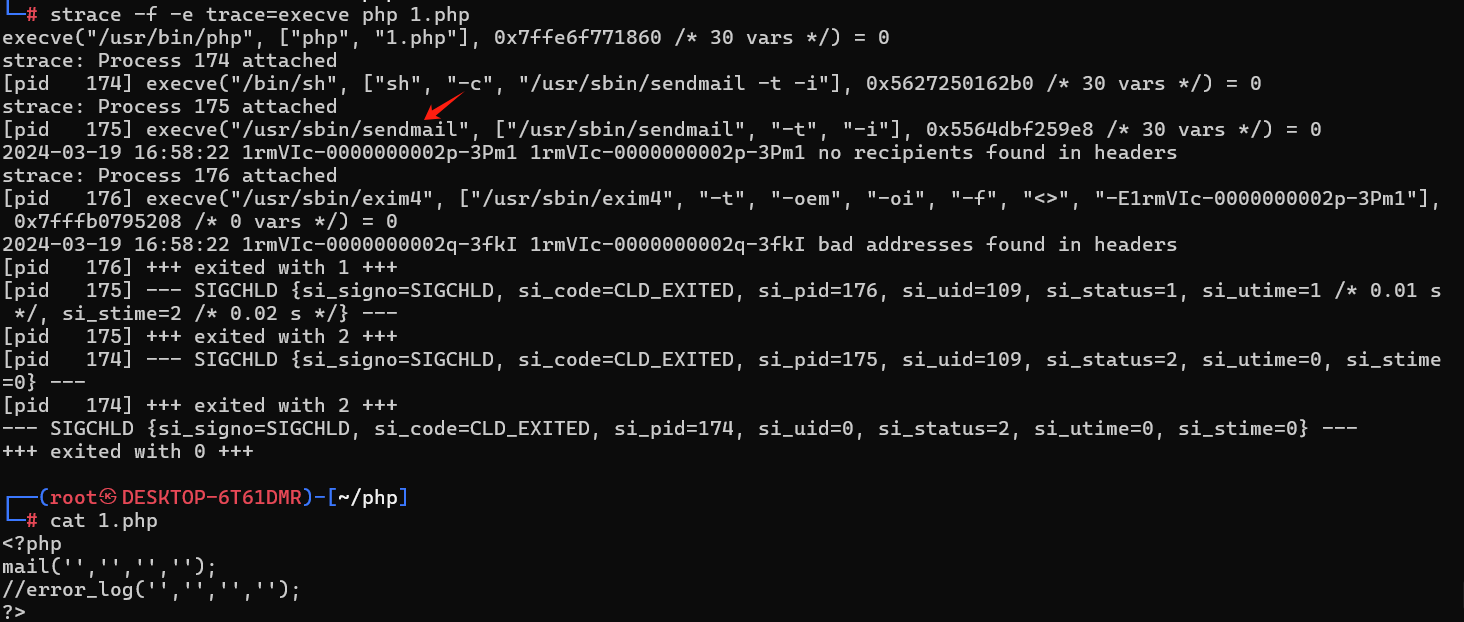 └─# strace -f -e trace=execve php 1.php
execve("/usr/bin/php", ["php", "1.php"], 0x7ffe6f771860 /* 30 vars */) = 0
strace: Process 174 attached
[pid   174] execve("/bin/sh", ["sh", "-c", "/usr/sbin/sendmail -t -i"], 0x5627250162b0 /* 30 vars */) = 0
strace: Process 175 attached
[pid   175] execve("/usr/sbin/sendmail", ["/usr/sbin/sendmail", "-t", "-i"], 0x5564dbf259e8 /* 30 vars */) = 0
2024-03-19 16:58:22 1rmVIc-0000000002p-3Pm1 1rmVIc-0000000002p-3Pm1 no recipients found in headers
strace: Process 176 attached
[pid   176] execve("/usr/sbin/exim4", ["/usr/sbin/exim4", "-t", "-oem", "-oi", "-f", "<>", "-E1rmVIc-0000000002p-3Pm1"],
 0x7fffb0795208 /* 0 vars */) = 0
2024-03-19 16:58:22 1rmVIc-0000000002q-3fkI 1rmVIc-0000000002q-3fkI bad addresses found in headers
[pid   176] +++ exited with 1 +++
[pid   175] --- SIGCHLD {si_signo=SIGCHLD, si_code=CLD_EXITED, si_pid=176, si_uid=109, si_status=1, si_utime=1 /* 0.01 s
 */, si_stime=2 /* 0.02 s */} ---
[pid   175] +++ exited with 2 +++
[pid   174] --- SIGCHLD {si_signo=SIGCHLD, si_code=CLD_EXITED, si_pid=175, si_uid=109, si_status=2, si_utime=0, si_stime
=0} ---
[pid   174] +++ exited with 2 +++
--- SIGCHLD {si_signo=SIGCHLD, si_code=CLD_EXITED, si_pid=174, si_uid=0, si_status=2, si_utime=0, si_stime=0} ---
+++ exited with 0 +++
┌──(root㉿DESKTOP-6T61DMR)-[~/php]
└─# cat 1.php
<?php
mail('','','','');
//error_log('','','','');
?>